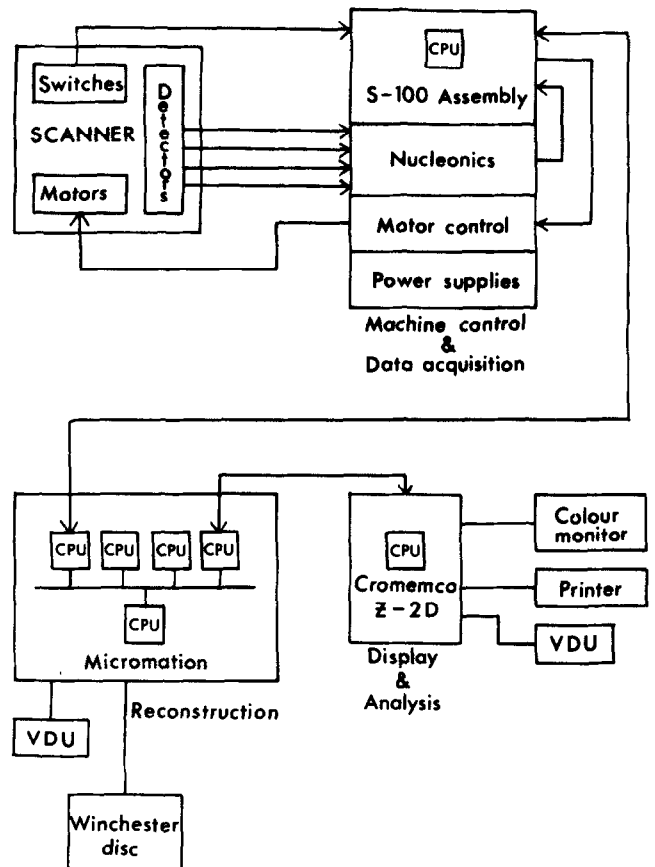 Switches
SCANNER
Motors
Detectors
CPU
S-100 Assembly
Nucleonics
Motor control
Power supplies
Machine control
&
Data acquisition
CPU
CPU
CPU
CPU
CPU
Micromation
Reconstruction
VDU
Winchester
disc
CPU
Cromemco
Z-2D
Display
&
Analysis
Colour
monitor
Printer
VDU